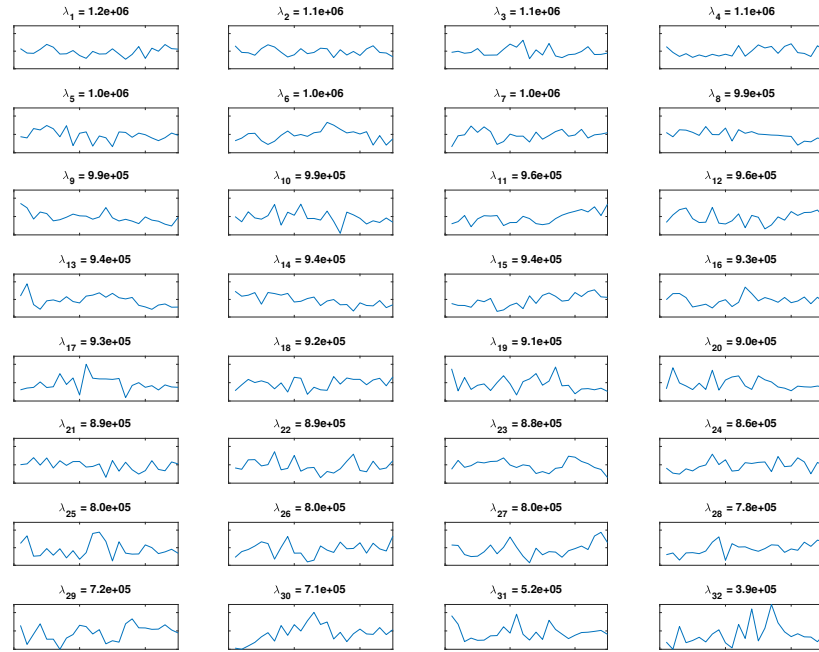 λ1 = 1.2e+06
λ2 = 1.1e+06
λ3 = 1.1e+06
λ4 = 1.1e+06
λ5 = 1.0e+06
λ6 = 1.0e+06
λ7 = 1.0e+06
λ8 = 9.9e+05
λ9 = 9.9e+05
λ10 = 9.9e+05
λ11 = 9.6e+05
λ12 = 9.6e+05
λ13 = 9.4e+05
λ14 = 9.4e+05
λ15 = 9.4e+05
λ16 = 9.3e+05
λ17 = 9.3e+05
λ18 = 9.2e+05
λ19 = 9.1e+05
λ20 = 9.0e+05
λ21 = 8.9e+05
λ22 = 8.9e+05
λ23 = 8.8e+05
λ24 = 8.6e+05
λ25 = 8.0e+05
λ26 = 8.0e+05
λ27 = 8.0e+05
λ28 = 7.8e+05
λ29 = 7.2e+05
λ30 = 7.1e+05
λ31 = 5.2e+05
λ32 = 3.9e+05